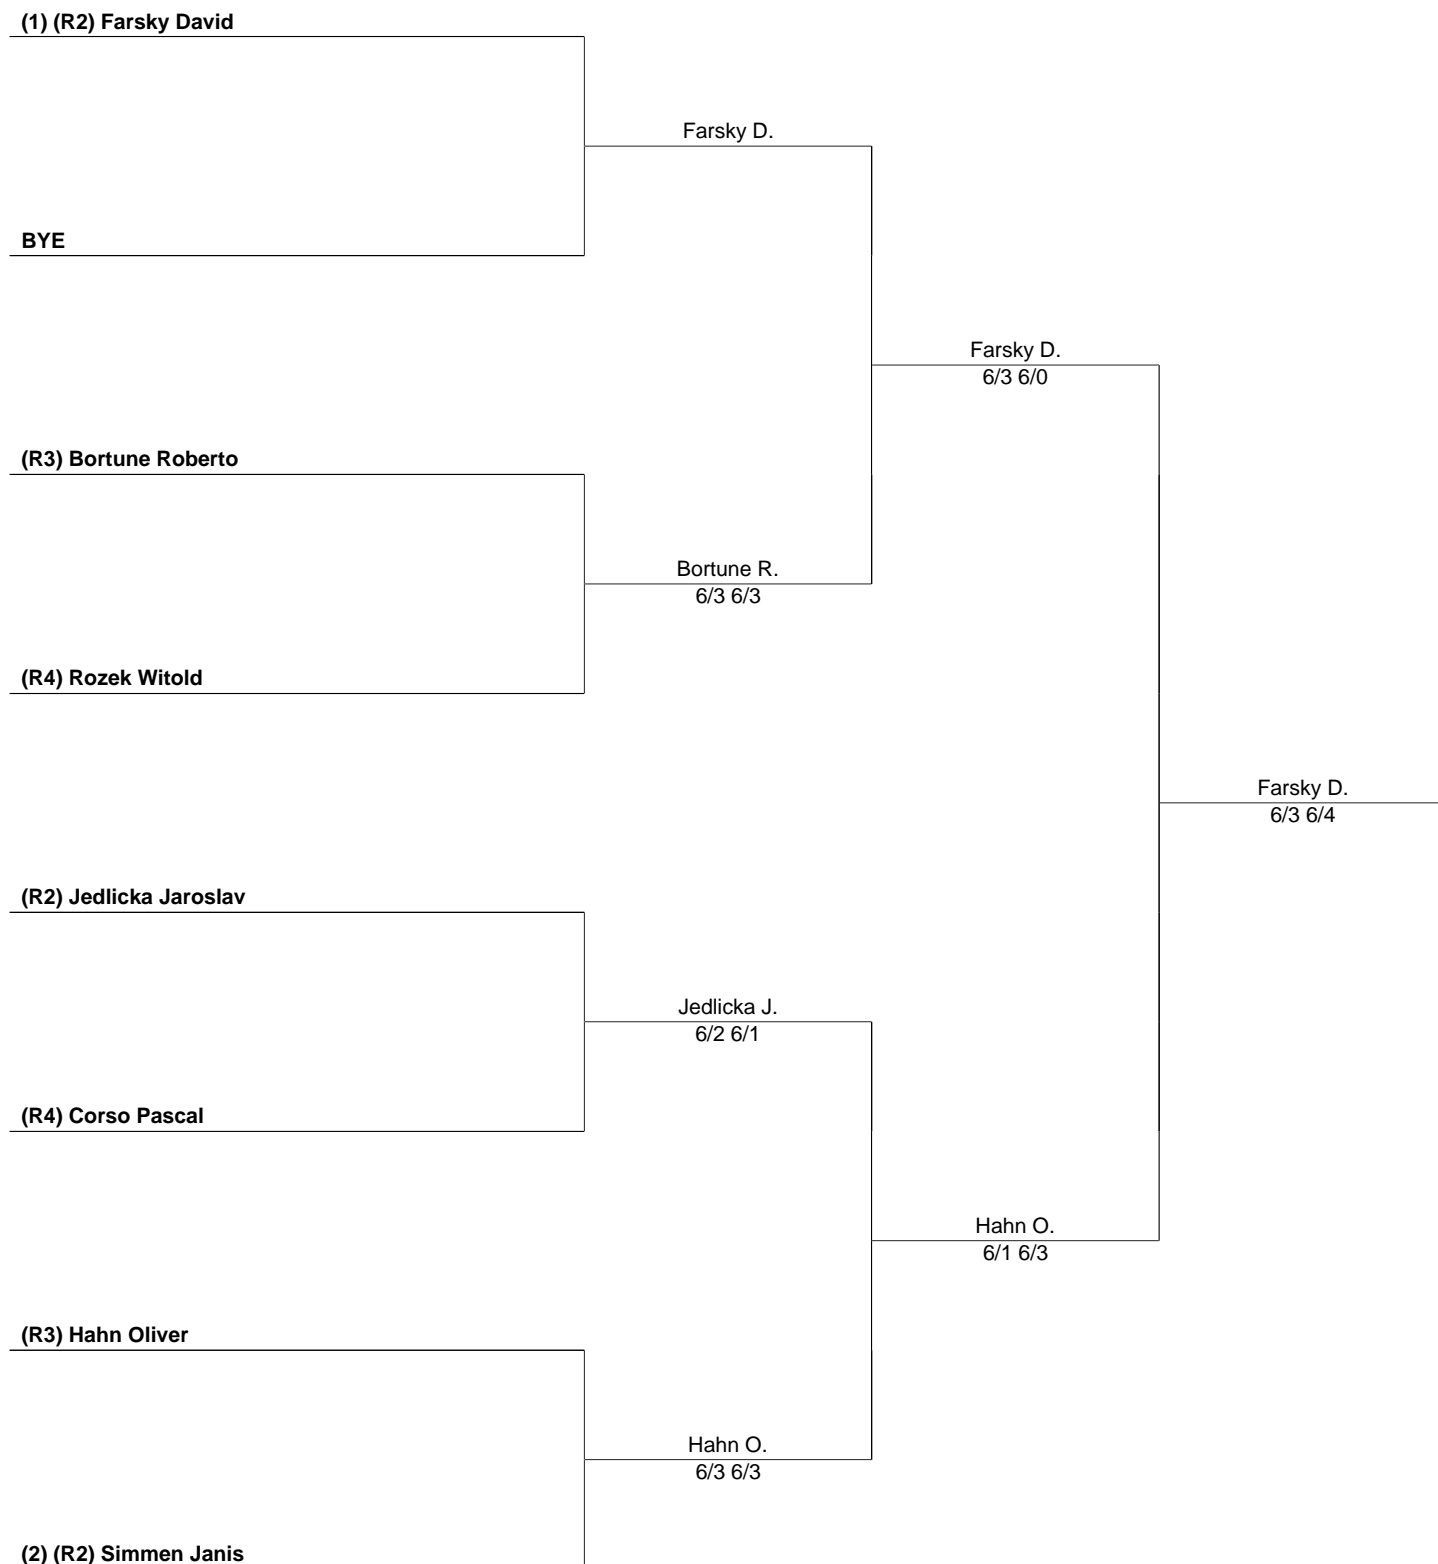 (1) (R2) Farsky David
Farsky D.
BYE
Farsky D.
6/3 6/0
(R3) Bortune Roberto
Bortune R.
6/3 6/3
(R4) Rozek Witold
Farsky D.
6/3 6/4
(R2) Jedlicka Jaroslav
Jedlicka J.
6/2 6/1
(R4) Corso Pascal
Hahn O.
6/1 6/3
(R3) Hahn Oliver
Hahn O.
6/3 6/3
(2) (R2) Simmen Janis